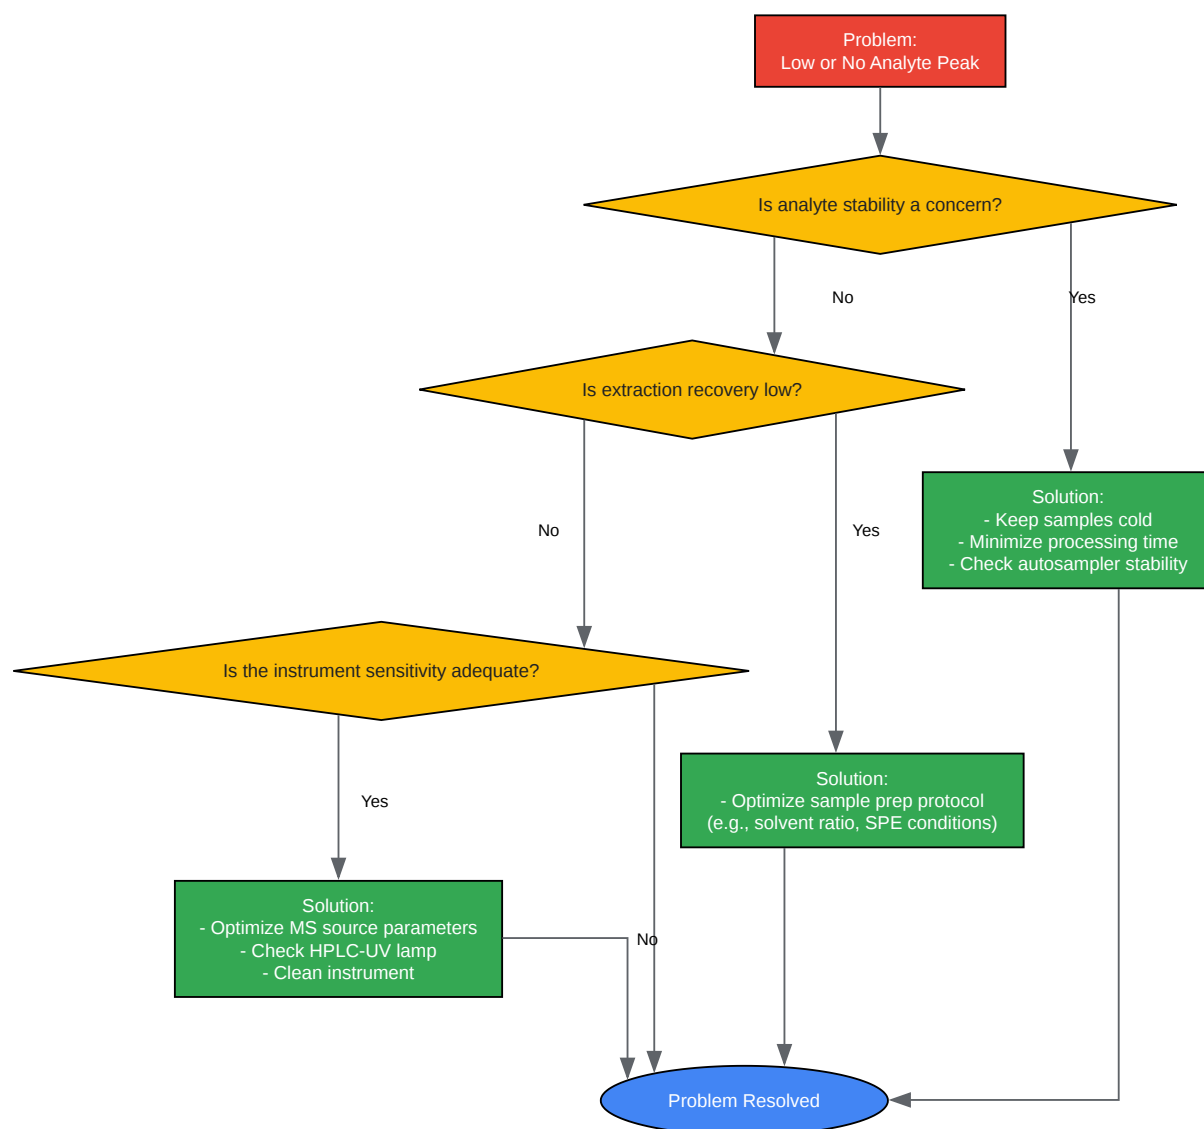 Problem:
Low or No Analyte Peak
Is analyte stability a concern?
No
Yes
Is extraction recovery low?
Solution:
- Keep samples cold
- Minimize processing time
- Check autosampler stability
No
Yes
Is the instrument sensitivity adequate?
Solution:
- Optimize sample prep protocol
(e.g., solvent ratio, SPE conditions)
Yes
Solution:
- Optimize MS source parameters
- Check HPLC-UV lamp
- Clean instrument
No
Problem Resolved